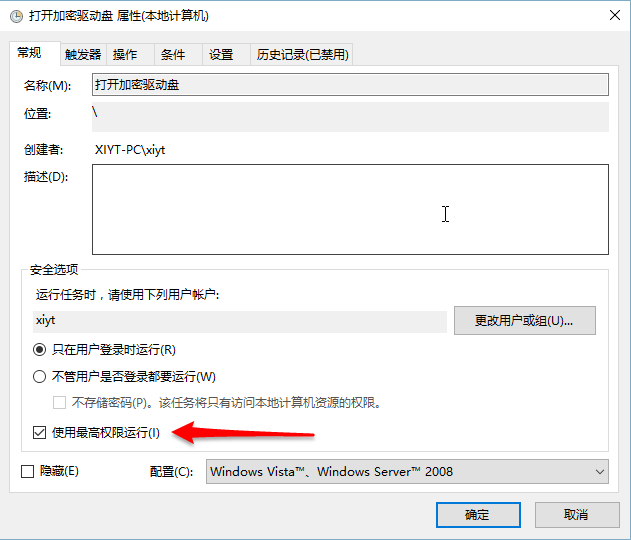 打开加密驱动盘 属性(本地计算机)
常规 触发器 操作 条件 设置 历史记录(已禁用)
名称(M): 打开加密驱动盘
位置: \
创建者: XIYT-PC\xiyt
描述(D):
安全选项
运行任务时，请使用下列用户帐户:
xiyt 更改用户或组(U)...
只在用户登录时运行(R)
不管用户是否登录都要运行(W)
不存储密码(P)。该任务将只有访问本地计算机资源的权限。
使用最高权限运行(I)
隐藏(E) 配置(C): Windows Vista™、Windows Server™ 2008
确定 取消